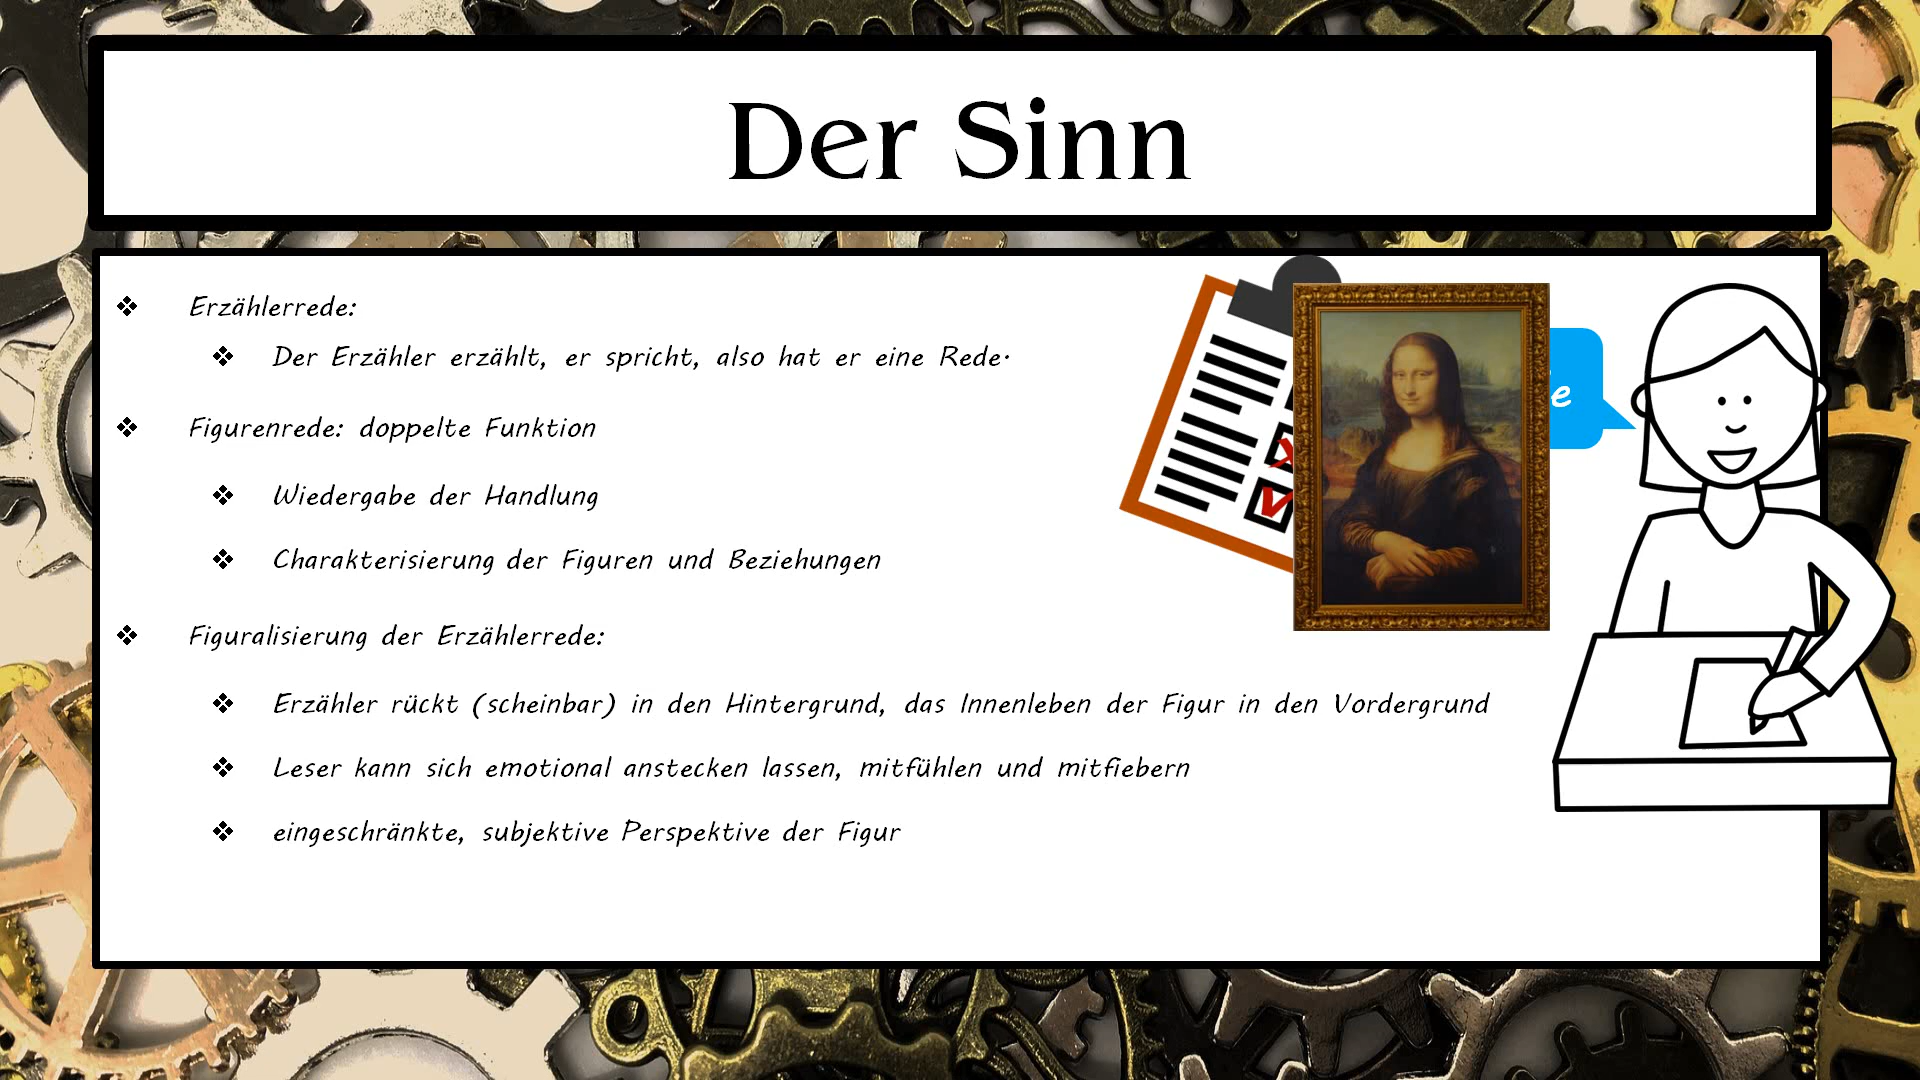 Der Sinn
Erzählerrede:
Der Erzähler erzählt, er spricht, also hat er eine Rede.
Figurenrede: doppelte Funktion
Wiedergabe der Handlung
Charakterisierung der Figuren und Beziehungen
Figuralisierung der Erzählerrede:
Erzähler rückt (scheinbar) in den Hintergrund, das Innenleben der Figur in den Vordergrund
Leser kann sich emotional anstecken lassen, mitfühlen und mitfiebern
eingeschränkte, subjektive Perspektive der Figur